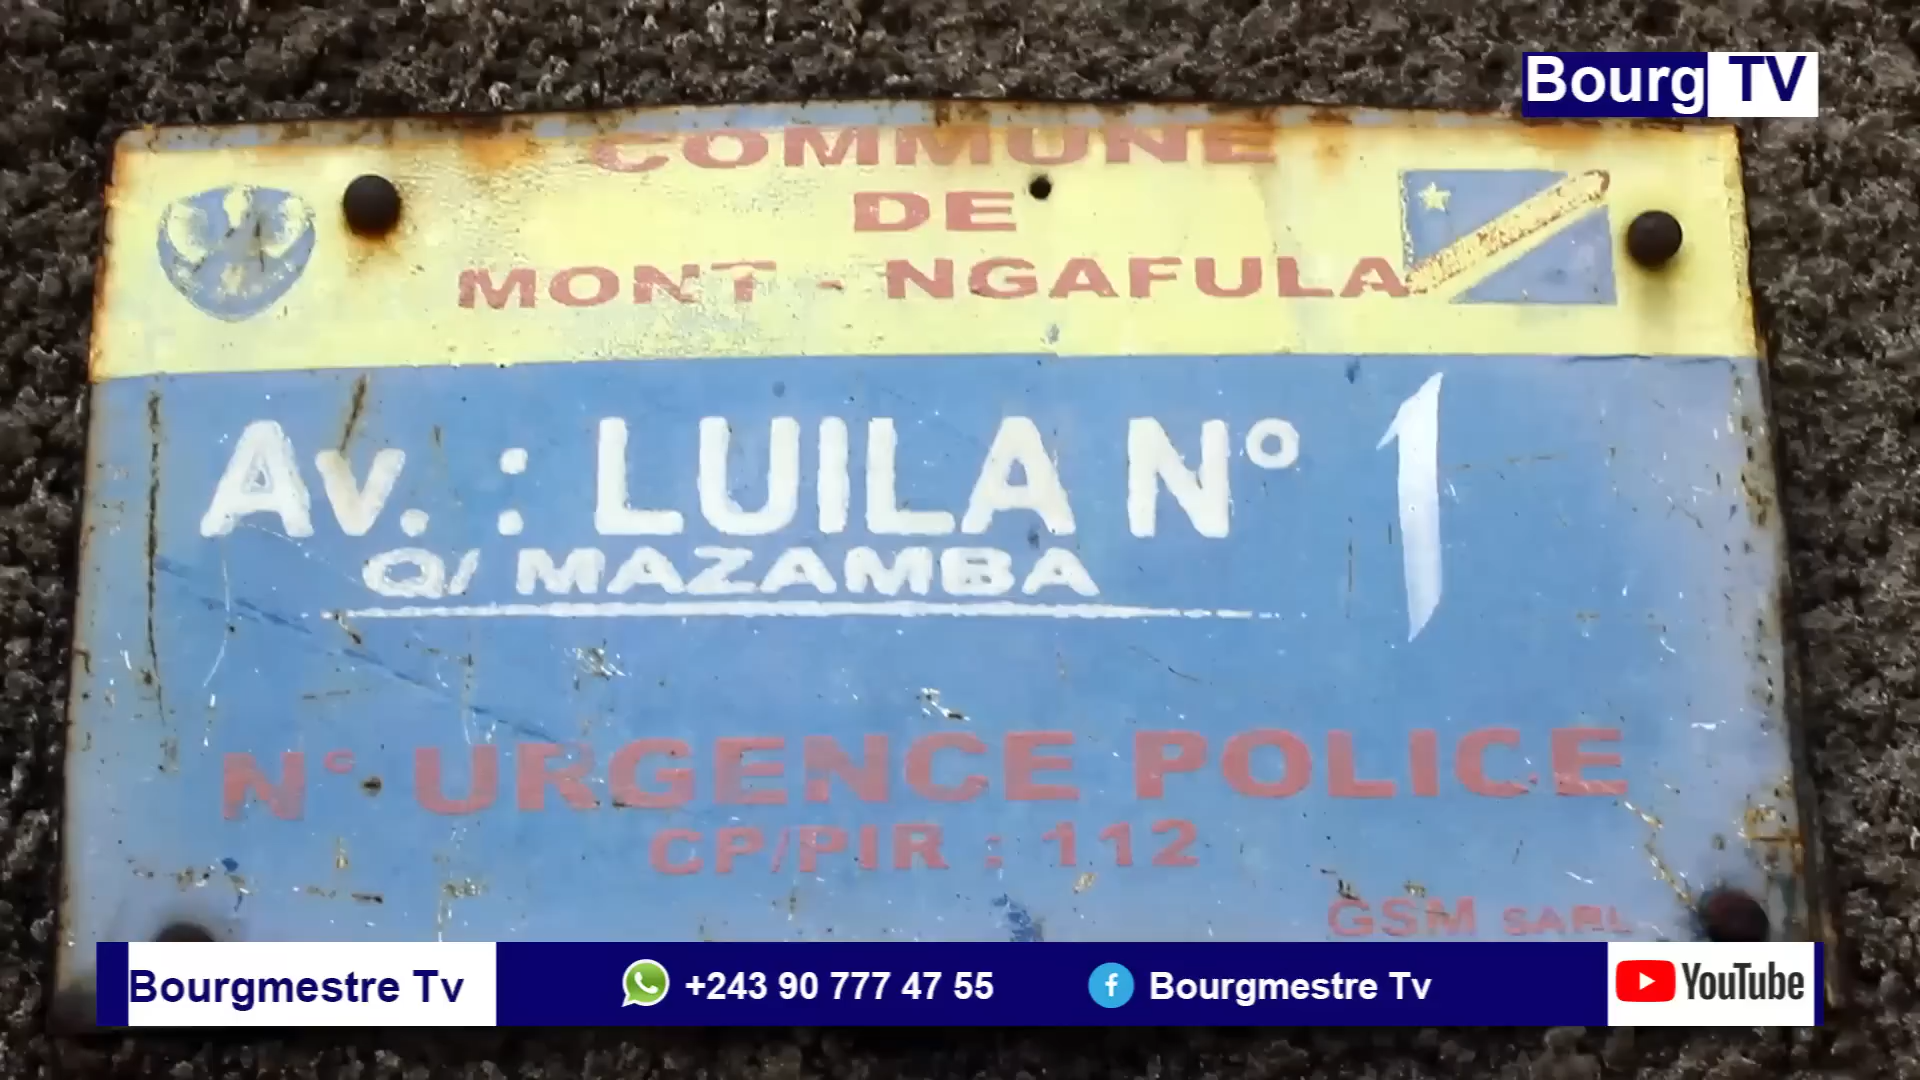 Bourg TV
COMMUNE
DE
MONT - NGAFULA
Av. : LUILA N° 1
Q/ MAZAMBA
N° URGENCE POLICE
CP/PIR : 112
GSM SARL
Bourgmestre Tv
+243 90 777 47 55
Bourgmestre Tv
YouTube